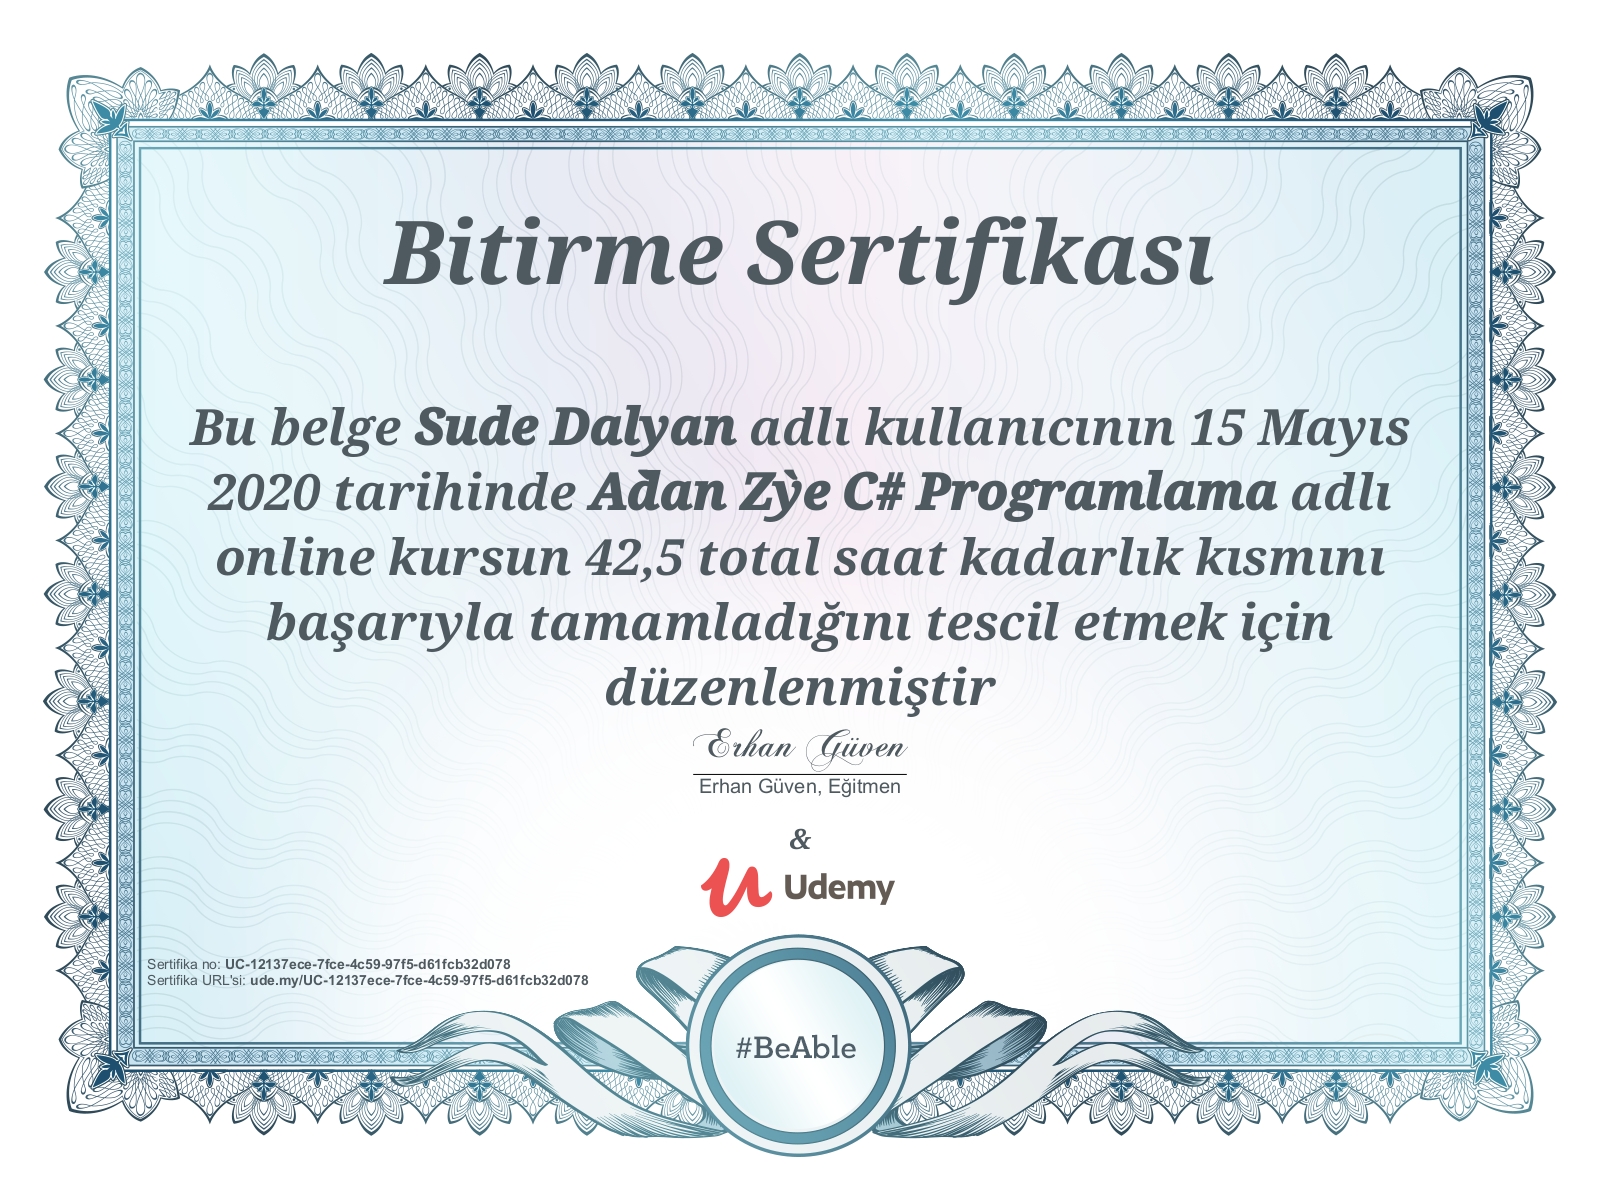 Bitirme Sertifikası
Bu belge Sude Dalyan adlı kullanıcının 15 Mayıs
2020 tarihinde Adan Zỳe C# Programlama adlı
online kursun 42,5 total saat kadarlık kısmını
başarıyla tamamladığını tescil etmek için
düzenlenmiştir
Erhan Güven
Erhan Güven, Eğitmen
&
Udemy
Sertifika no: UC-12137ece-7fce-4c59-97f5-d61fcb32d078
Sertifika URL'si: ude.my/UC-12137ece-7fce-4c59-97f5-d61fcb32d078
#BeAble